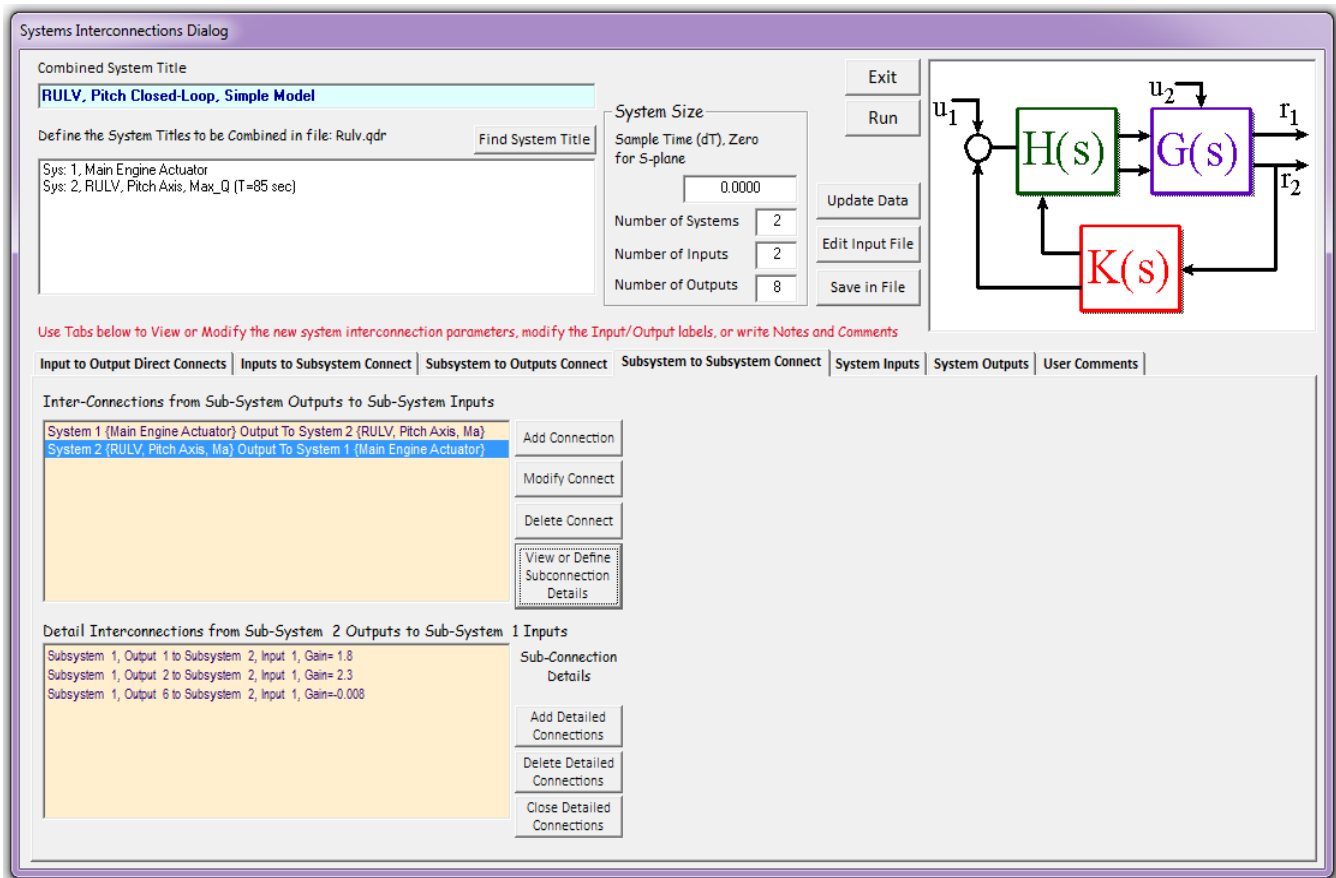 Systems Interconnections Dialog
Combined System Title
RULV, Pitch Closed-Loop, Simple Model
Define the System Titles to be Combined in file: Rulv.qdr
Find System Title
Sys: 1, Main Engine Actuator
Sys: 2, RULV, Pitch Axis, Max_Q (T=85 sec)
System Size
Sample Time (dT), Zero
for S-plane
0.0000
Number of Systems 2
Number of Inputs 2
Number of Outputs 8
Exit
Run
Update Data
Edit Input File
Save in File
u1
u2
r1
H(s)
G(s)
r2
K(s)
Use Tabs below to View or Modify the new system interconnection parameters, modify the Input/Output labels, or write Notes and Comments
Input to Output Direct Connects Inputs to Subsystem Connect Subsystem to Outputs Connect Subsystem to Subsystem Connect System Inputs System Outputs User Comments
Inter-Connections from Sub-System Outputs to Sub-System Inputs
System 1 {Main Engine Actuator} Output To System 2 {RULV, Pitch Axis, Ma}
System 2 {RULV, Pitch Axis, Ma} Output To System 1 {Main Engine Actuator}
Add Connection
Modify Connect
Delete Connect
View or Define
Subconnection
Details
Detail Interconnections from Sub-System 2 Outputs to Sub-System 1 Inputs
Subsystem 1, Output 1 to Subsystem 2, Input 1, Gain= 1.8
Subsystem 1, Output 2 to Subsystem 2, Input 1, Gain= 2.3
Subsystem 1, Output 6 to Subsystem 2, Input 1, Gain=-0.008
Sub-Connection
Details
Add Detailed
Connections
Delete Detailed
Connections
Close Detailed
Connections